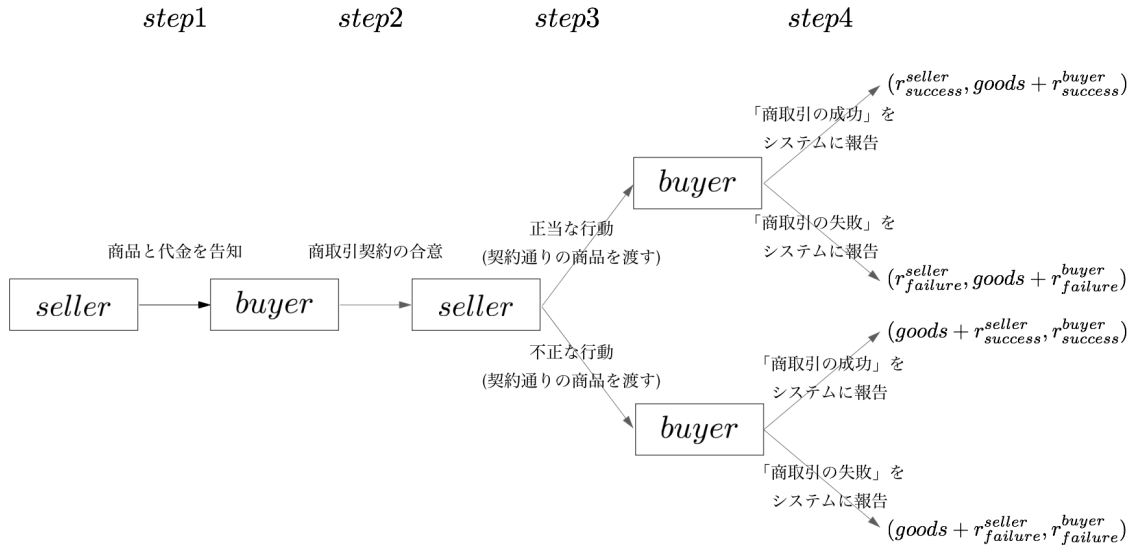 step1 step2 step3 step4
(r^{seller}_{success}, goods + r^{buyer}_{success})
「商取引の成功」を
システムに報告
buyer
「商取引の失敗」を
システムに報告
(r^{seller}_{failure}, goods + r^{buyer}_{failure})
正当な行動
(契約通りの商品を渡す)
商品と代金を告知
商取引契約の合意
seller buyer seller
不正な行動
(契約通りの商品を渡す)
(goods + r^{seller}_{success}, r^{buyer}_{success})
「商取引の成功」を
システムに報告
buyer
「商取引の失敗」を
システムに報告
(goods + r^{seller}_{failure}, r^{buyer}_{failure})